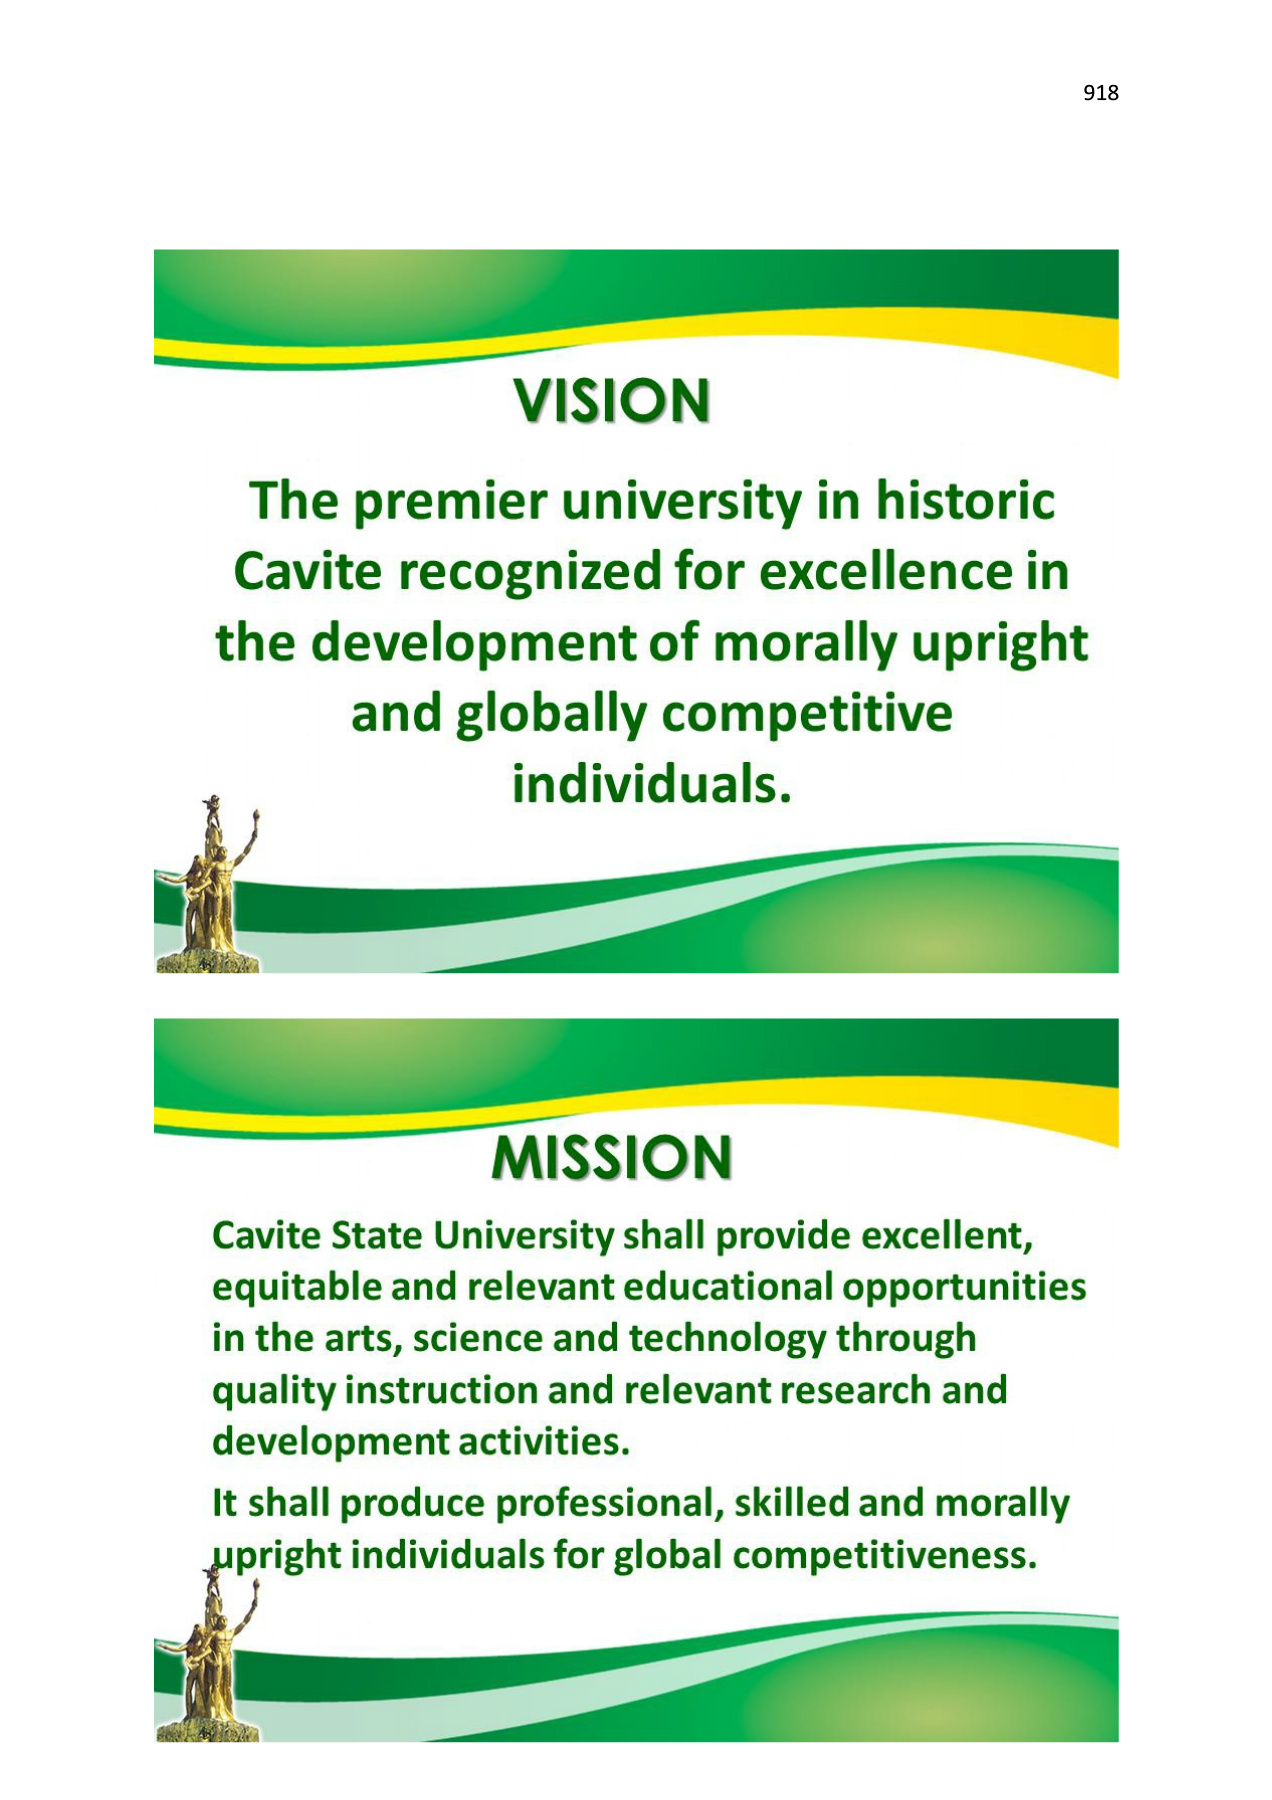 918
VISION
The premier university in historic
Cavite recognized for excellence in
the development of morally upright
and globally competitive
individuals.
MISSION
Cavite State University shall provide excellent,
equitable and relevant educational opportunities
in the arts, science and technology through
quality instruction and relevant research and
development activities.
It shall produce professional, skilled and morally
upright individuals for global competitiveness.